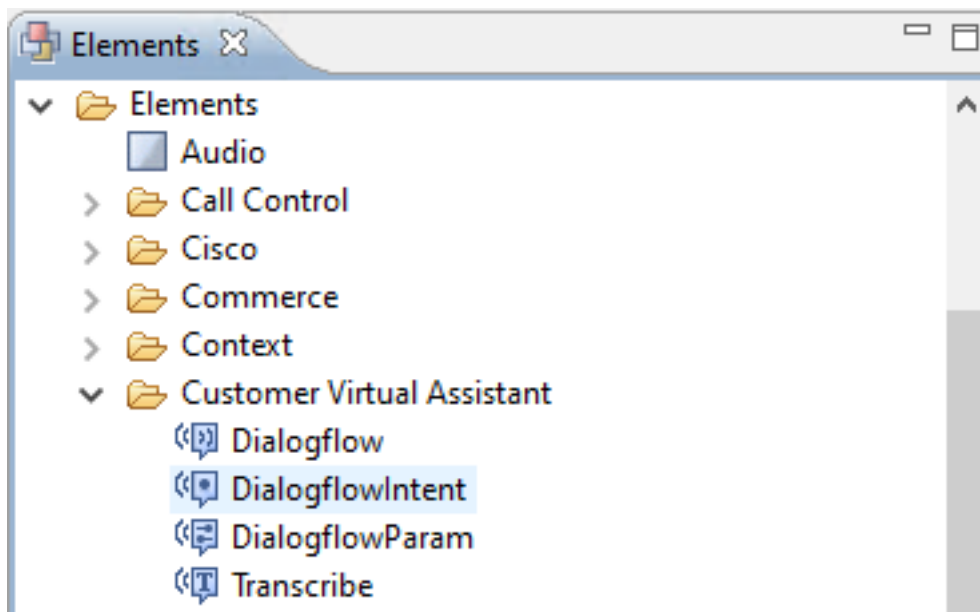 Elements
Elements
Audio
Call Control
Cisco
Commerce
Context
Customer Virtual Assistant
Dialogflow
DialogflowIntent
DialogflowParam
Transcribe